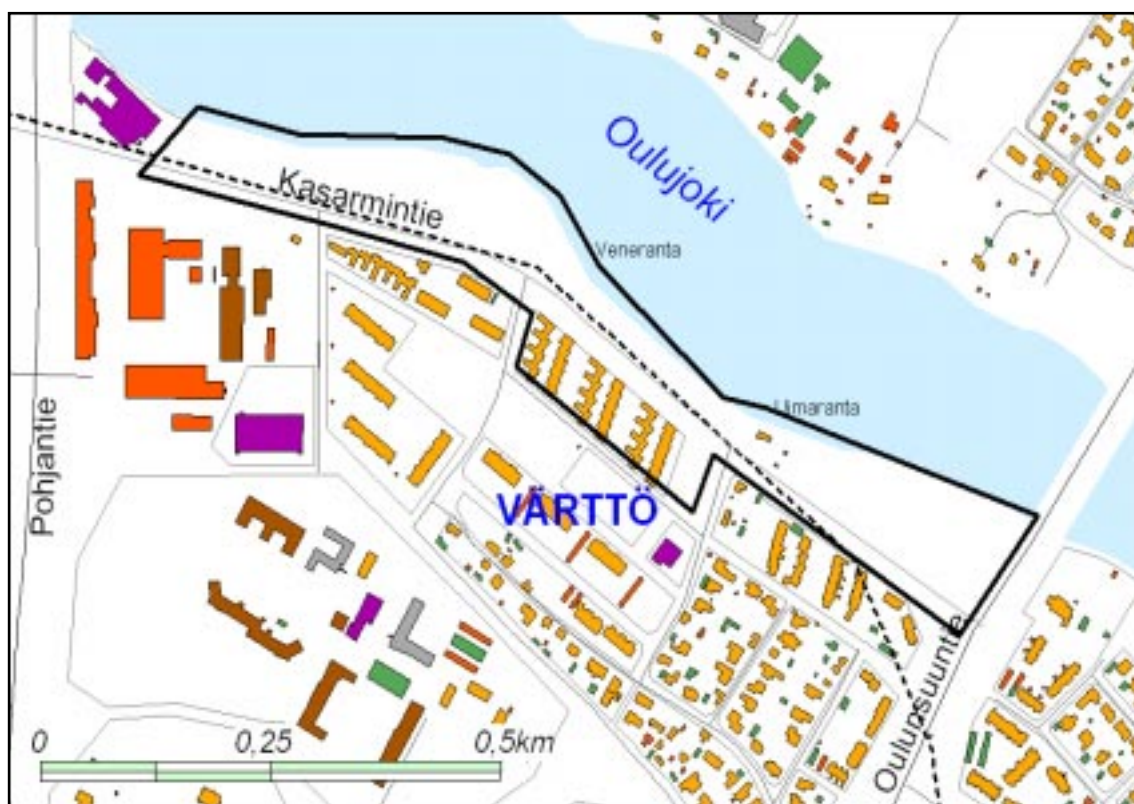 Oulujoki
Kasarmintie
Veneranta
Uimaranta
Pohjantie
VÄRTTÖ
Oulunsuuntie
0 0,25 0,5km